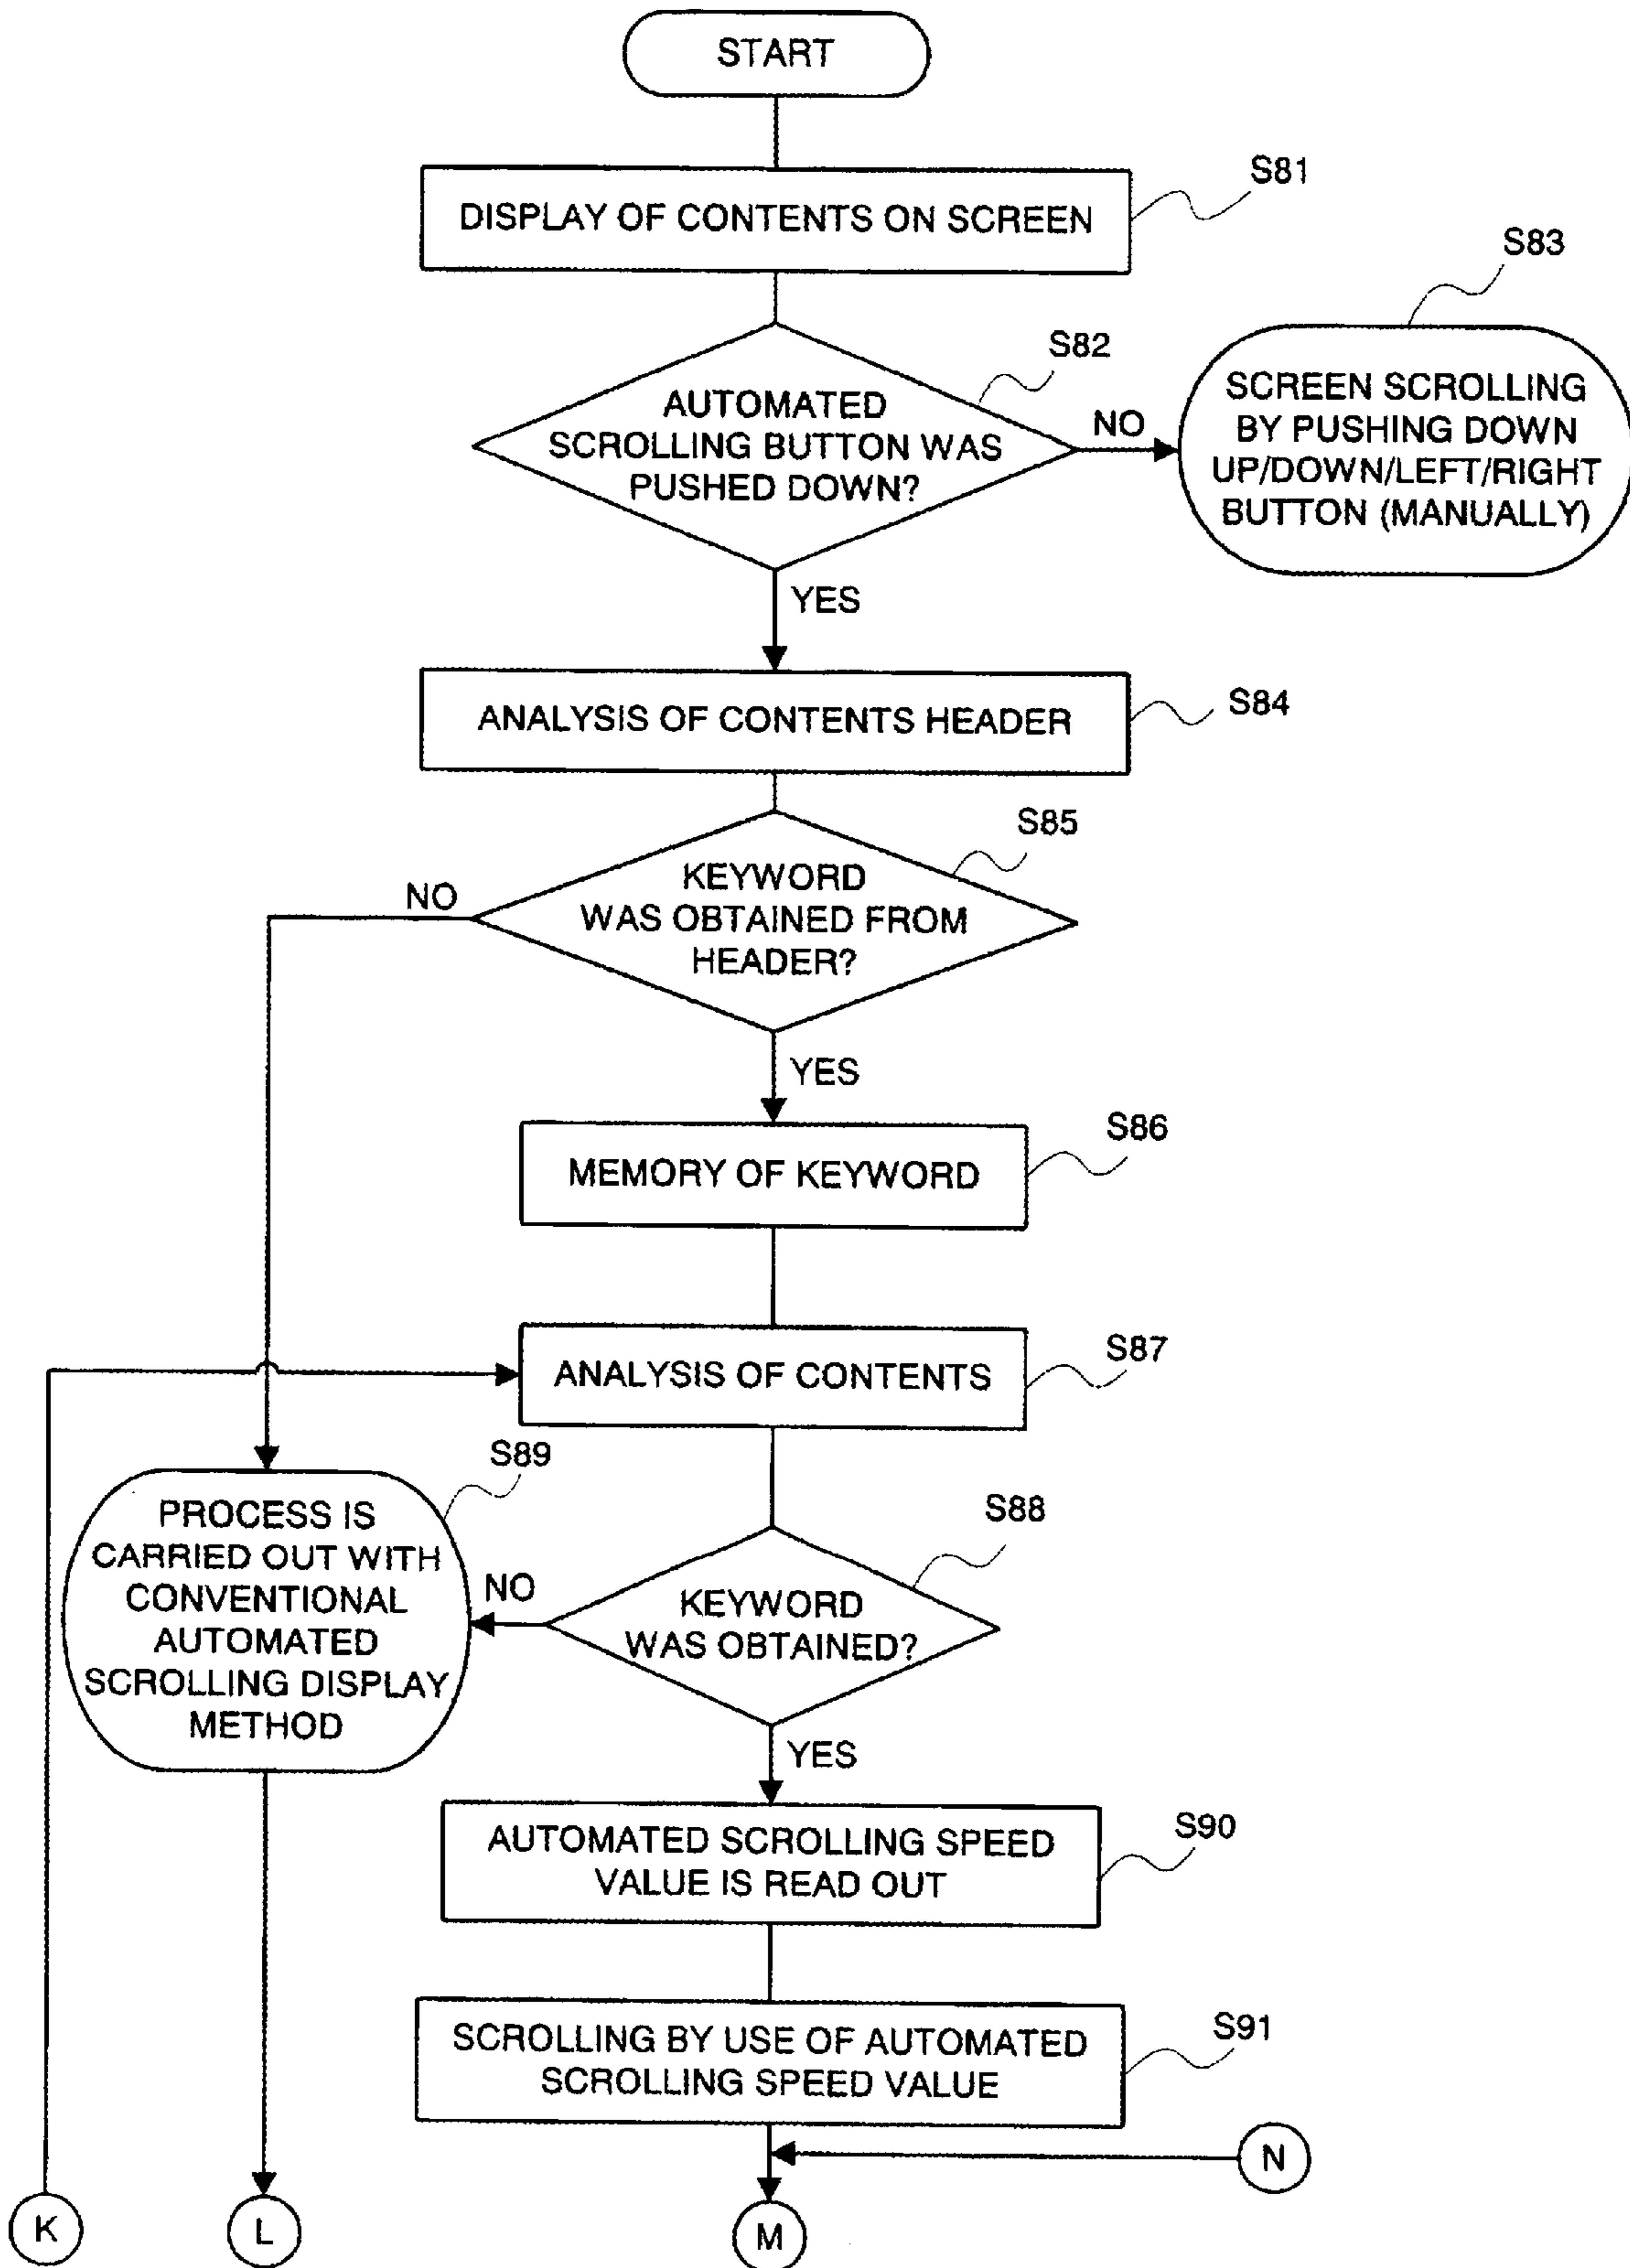 START
S81
DISPLAY OF CONTENTS ON SCREEN
S83
S82
AUTOMATED
SCROLLING BUTTON WAS
PUSHED DOWN?
NO
SCREEN SCROLLING
BY PUSHING DOWN
UP/DOWN/LEFT/RIGHT
BUTTON (MANUALLY)
YES
S84
ANALYSIS OF CONTENTS HEADER
S85
KEYWORD
WAS OBTAINED FROM
HEADER?
NO
YES
S86
MEMORY OF KEYWORD
S87
ANALYSIS OF CONTENTS
S89
PROCESS IS
CARRIED OUT WITH
CONVENTIONAL
AUTOMATED
SCROLLING DISPLAY
METHOD
S88
NO
KEYWORD
WAS OBTAINED?
YES
S90
AUTOMATED SCROLLING SPEED
VALUE IS READ OUT
S91
SCROLLING BY USE OF AUTOMATED
SCROLLING SPEED VALUE
N
K
L
M